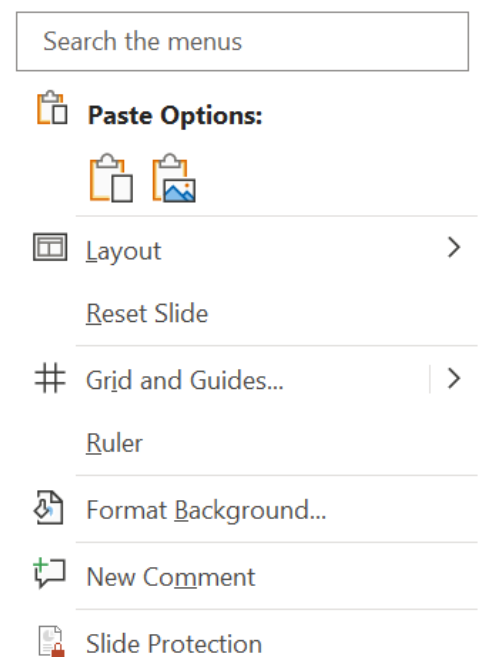 Search the menus
Paste Options:
Layout
Reset Slide
Grid and Guides...
Ruler
Format Background...
New Comment
Slide Protection